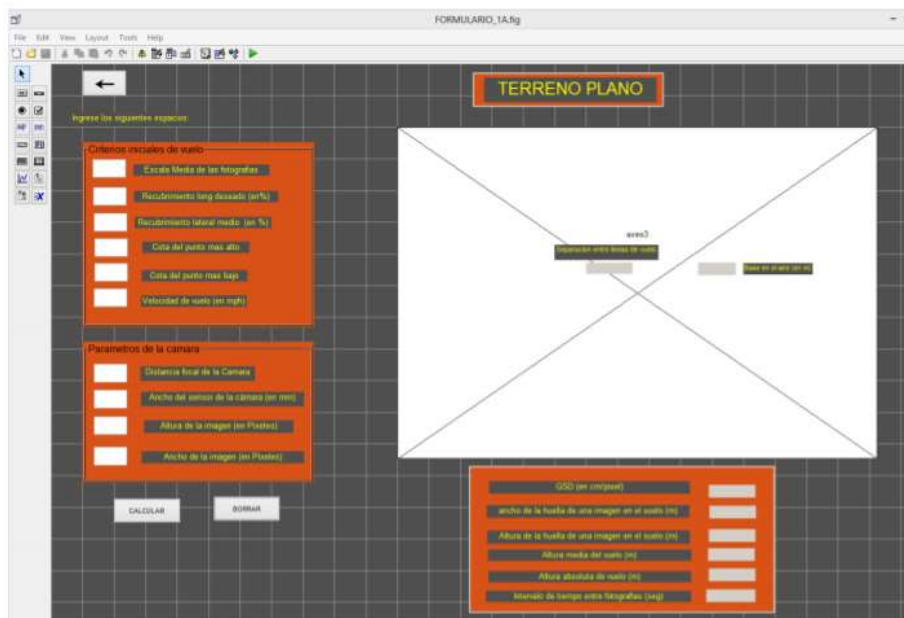 FORMULARIO_1A.fig
File Edit View Layout Tools Help
TERRENO PLANO
Ingrese los siguientes espacios:
Criterios iniciales de vuelo
Escala Media de las fotografias
Recubrimiento long deseado (en%)
Recubrimiento lateral medio (en %)
Cota del punto mas alto
Cota del punto mas bajo
Velocidad de vuelo (en mph)
axes3
Separacion entre lineas de vuelo
Base en el aire (en m)
Parametros de la camara
Distancia focal de la Camara
Ancho del sensor de la cámara (en mm)
Altura de la imagen (en Pixeles)
Ancho de la imagen (en Pixeles)
CALCULAR
BORRAR
GSD (en cm/pixel)
ancho de la huella de una imagen en el suelo (m)
Altura de la huella de una imagen en el suelo (m)
Altura media del vuelo (m)
Altura absoluta de vuelo (m)
Intervalo de tiempo entre fotografias (seg)